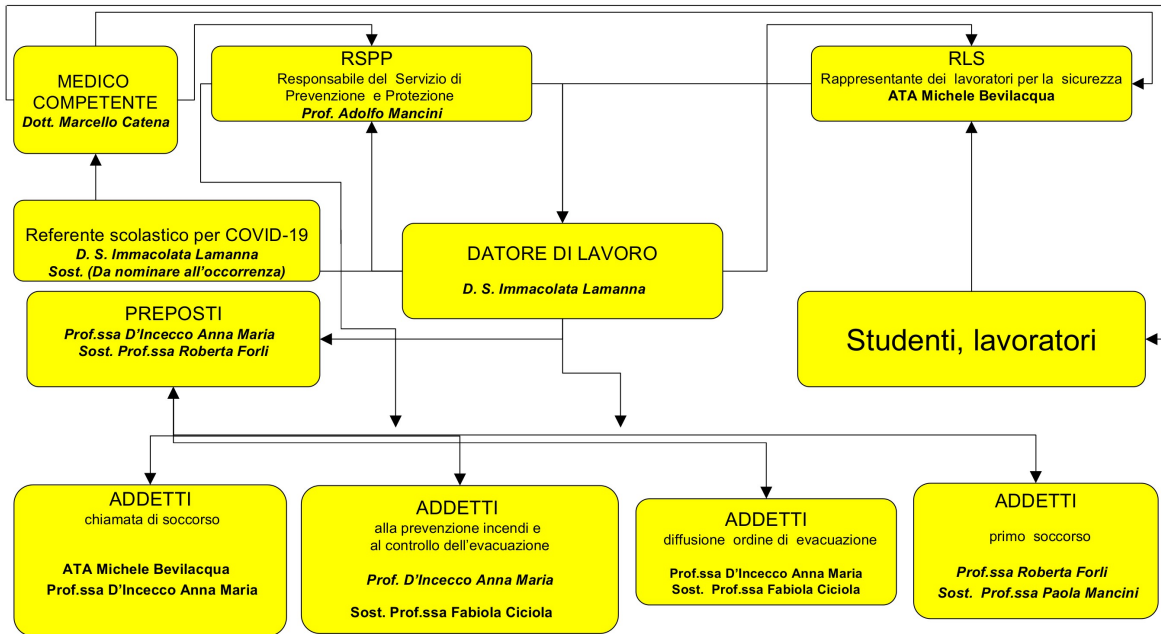 MEDICO
COMPETENTE
Dott. Marcello Catena
RSPP
Responsabile del Servizio di
Prevenzione e Protezione
Prof. Adolfo Mancini
RLS
Rappresentante dei lavoratori per la sicurezza
ATA Michele Bevilacqua
Referente scolastico per COVID-19
D. S. Immacolata Lamanna
Sost. (Da nominare all'occorrenza)
DATORE DI LAVORO
D. S. Immacolata Lamanna
PREPOSTI
Prof.ssa D'Incecco Anna Maria
Sost. Prof.ssa Roberta Forli
Studenti, lavoratori
ADDETTI
chiamata di soccorso
ATA Michele Bevilacqua
Prof.ssa D'Incecco Anna Maria
ADDETTI
alla prevenzione incendi e
al controllo dell'evacuazione
Prof. D'Incecco Anna Maria
Sost. Prof.ssa Fabiola Ciciola
ADDETTI
diffusione ordine di evacuazione
Prof.ssa D'Incecco Anna Maria
Sost. Prof.ssa Fabiola Ciciola
ADDETTI
primo soccorso
Prof.ssa Roberta Forli
Sost. Prof.ssa Paola Mancini